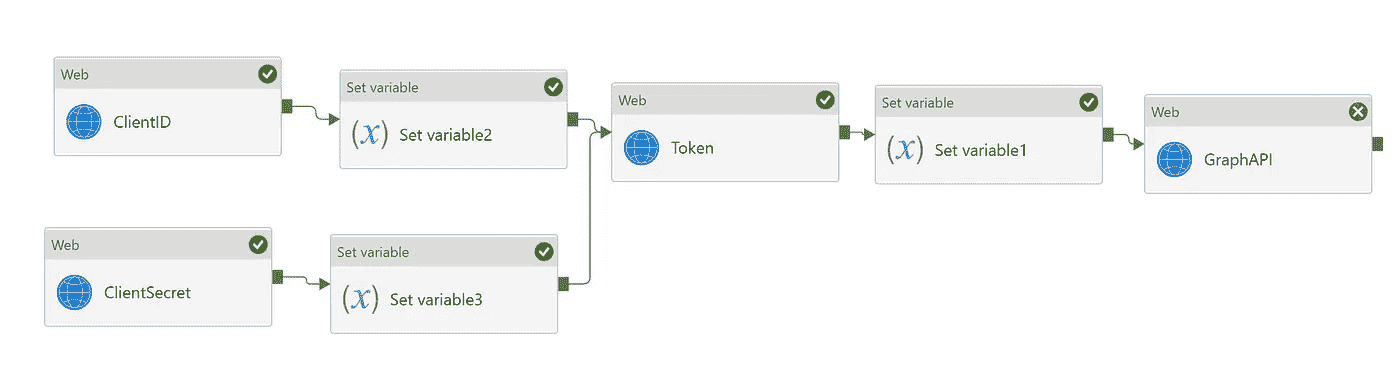 Web
ClientID
Set variable
(x) Set variable2
Web
Token
Set variable
(x) Set variable1
Web
GraphAPI
Web
ClientSecret
Set variable
(x) Set variable3